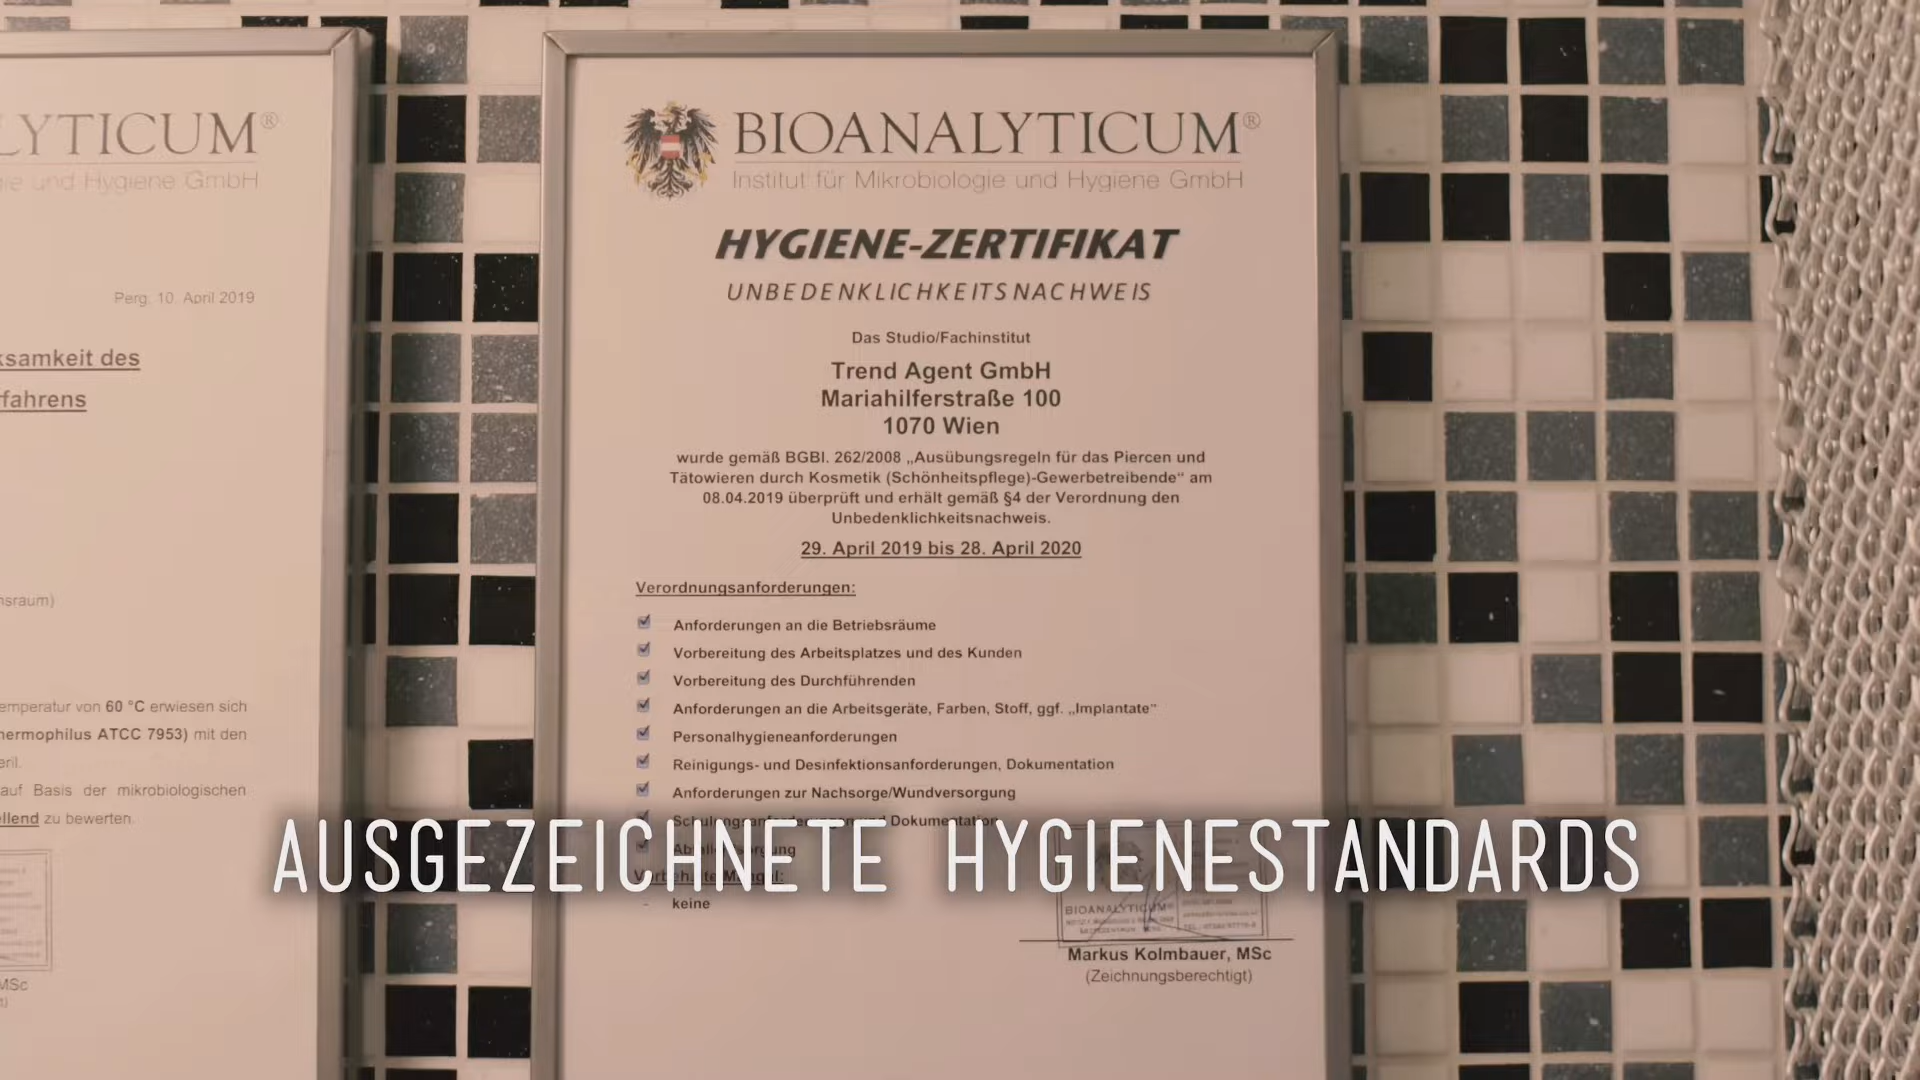 LYTICUM®
gie und Hygiene GmbH
Perg, 10. April 2019
ksamkeit des
fahrens
nsraum)
emperatur von 60 °C erwiesen sich
hermophilus ATCC 7953) mit den
eril.
auf Basis der mikrobiologischen
llend zu bewerten.
MSc
BIOANALYTICUM®
Institut für Mikrobiologie und Hygiene GmbH
HYGIENE-ZERTIFIKAT
UNBEDENKLICHKEITSNACHWEIS
Das Studio/Fachinstitut
Trend Agent GmbH
Mariahilferstraße 100
1070 Wien
wurde gemäß BGBl. 262/2008 „Ausübungsregeln für das Piercen und
Tätowieren durch Kosmetik (Schönheitspflege)-Gewerbetreibende“ am
08.04.2019 überprüft und erhält gemäß §4 der Verordnung den
Unbedenklichkeitsnachweis.
29. April 2019 bis 28. April 2020
Verordnungsanforderungen:
Anforderungen an die Betriebsräume
Vorbereitung des Arbeitsplatzes und des Kunden
Vorbereitung des Durchführenden
Anforderungen an die Arbeitsgeräte, Farben, Stoff, ggf. „Implantate“
Personalhygieneanforderungen
Reinigungs- und Desinfektionsanforderungen, Dokumentation
Anforderungen zur Nachsorge/Wundversorgung
Schulungsanforderungen und Dokumentation
Abfallentsorgung
Vorbehalte/Mängel:
- keine
AUSGEZEICHNETE HYGIENESTANDARDS
BIOANALYTICUM®
Markus Kolmbauer, MSc
(Zeichnungsberechtigt)